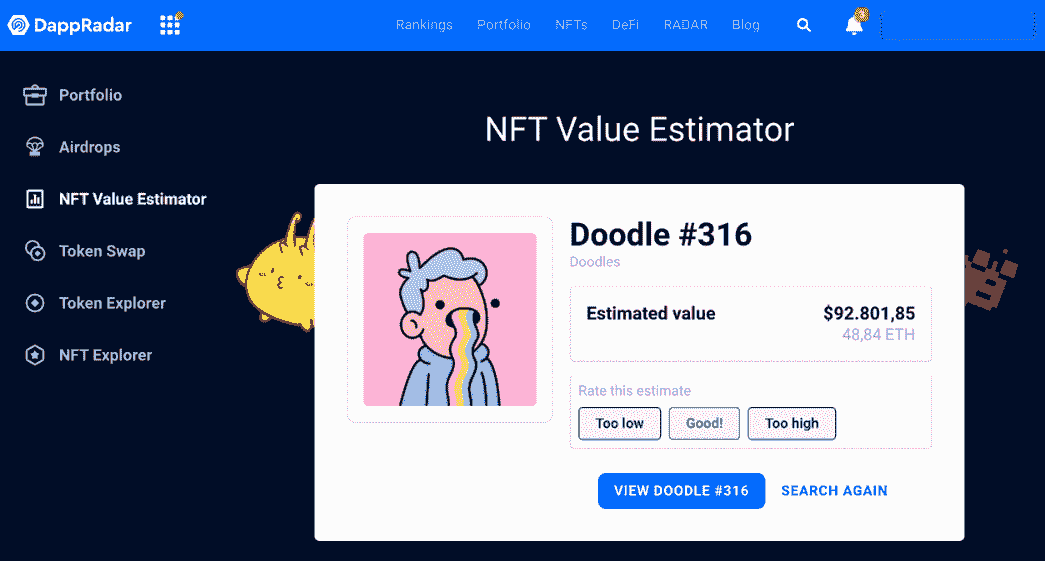 DappRadar
Rankings Portfolio NFTs DeFi RADAR Blog
Portfolio
Airdrops
NFT Value Estimator
Token Swap
Token Explorer
NFT Explorer
NFT Value Estimator
Doodle #316
Doodles
Estimated value $92.801,85
48,84 ETH
Rate this estimate
Too low Good! Too high
VIEW DOODLE #316 SEARCH AGAIN